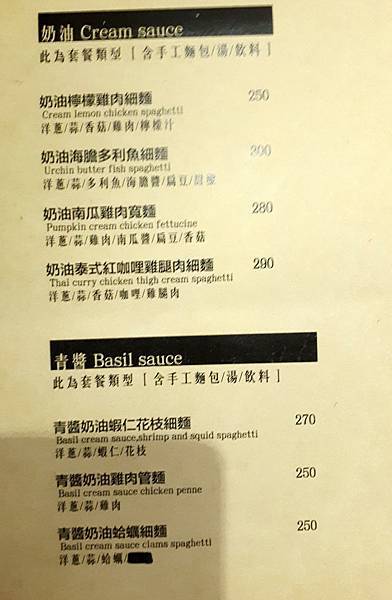 奶油 Cream sauce
此為套餐類型 [ 含手工麵包/湯/飲料 ]
奶油檸檬雞肉細麵 250
Cream lemon chicken spaghetti
洋蔥/蒜/香菇/雞肉/檸檬汁
奶油海膽多利魚細麵 300
Urchin butter fish spaghetti
洋蔥/蒜/多利魚/海膽醬/扁豆/甜椒
奶油南瓜雞肉寬麵 280
Pumpkin cream chicken fettucine
洋蔥/蒜/雞肉/南瓜醬/扁豆/香菇
奶油泰式紅咖哩雞腿肉細麵 290
Thai curry chicken thigh cream spaghetti
洋蔥/蒜/香菇/咖哩/雞腿肉
青醬 Basil sauce
此為套餐類型 [ 含手工麵包/湯/飲料 ]
青醬奶油蝦仁花枝細麵 270
Basil cream sauce,shrimp and squid spaghetti
洋蔥/蒜/蝦仁/花枝
青醬奶油雞肉管麵 250
Basil cream sauce chicken penne
洋蔥/蒜/雞肉
青醬奶油蛤蠣細麵 250
Basil cream sauce ciams spaghetti
洋蔥/蒜/蛤蠣/